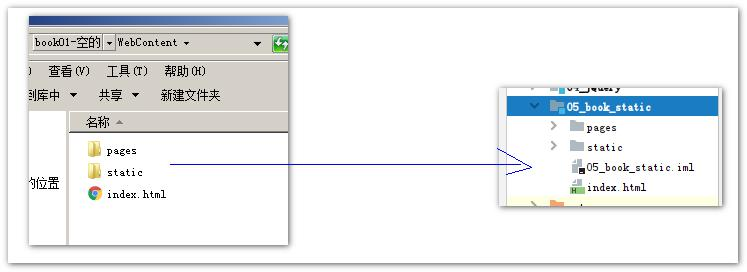 book01-空的 WebContent
查看(V) 工具(T) 帮助(H)
到库中 共享 新建文件夹
名称
pages
static
index.html
的位置
05_book_static
pages
static
05_book_static.iml
index.html